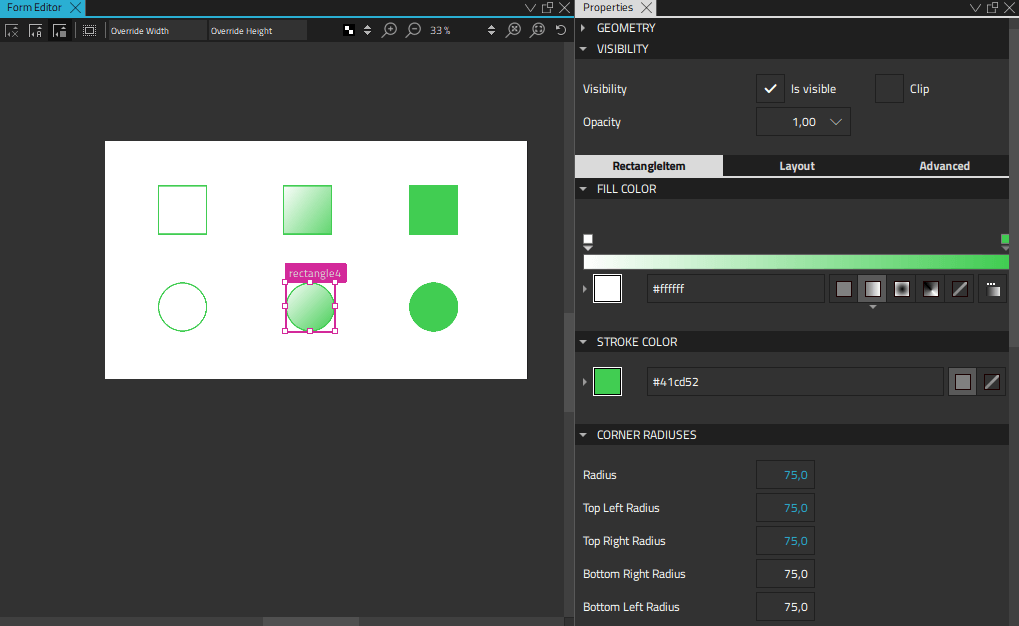 Form Editor
Properties
Override Width
Override Height
33 %
GEOMETRY
VISIBILITY
Visibility
Is visible
Clip
Opacity
1,00
RectangleItem
Layout
Advanced
FILL COLOR
#ffffff
STROKE COLOR
#41cd52
CORNER RADIUSES
Radius
75,0
Top Left Radius
75,0
Top Right Radius
75,0
Bottom Right Radius
75,0
Bottom Left Radius
75,0
rectangle4